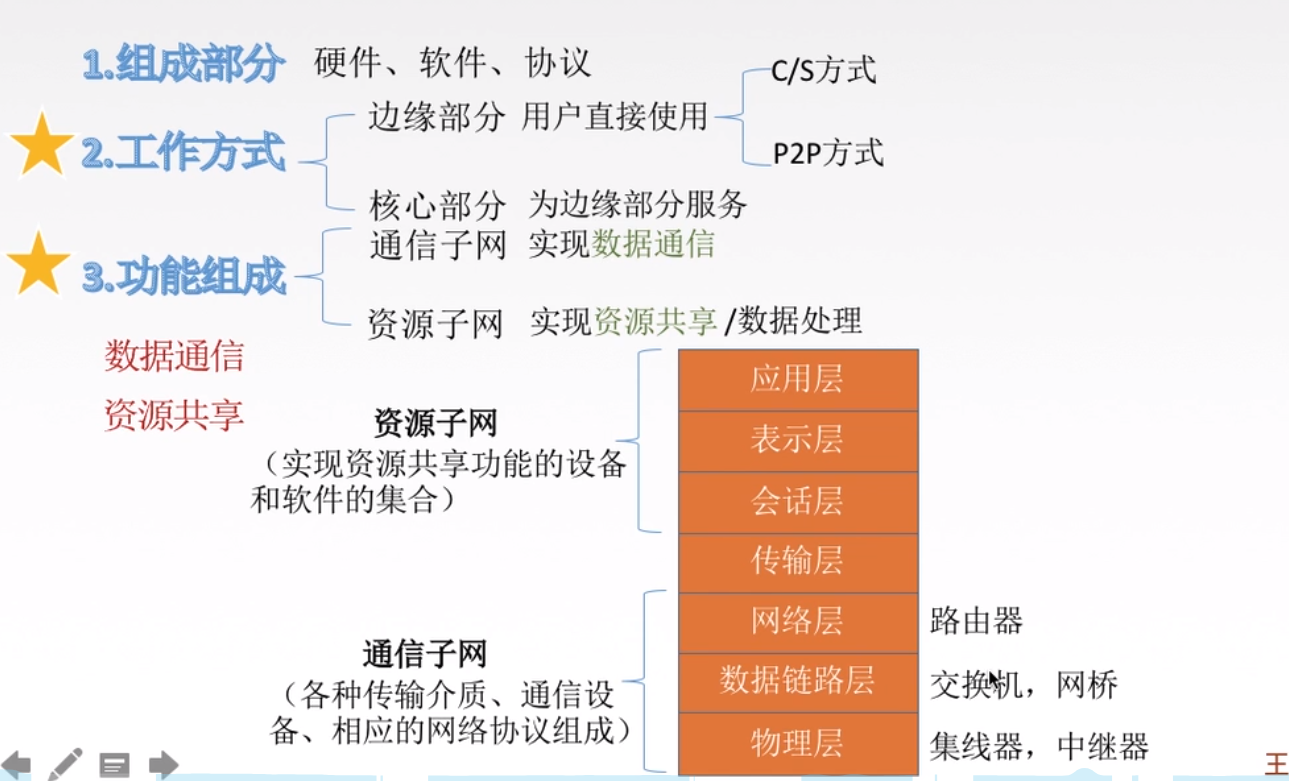 1.组成部分 硬件、软件、协议
C/S方式
边缘部分 用户直接使用
2.工作方式
P2P方式
核心部分 为边缘部分服务
通信子网 实现数据通信
3.功能组成
资源子网 实现资源共享/数据处理
数据通信
资源共享
资源子网
（实现资源共享功能的设备
和软件的集合）
应用层
表示层
会话层
传输层
网络层 路由器
通信子网
（各种传输介质、通信设
备、相应的网络协议组成）
数据链路层 交换机，网桥
物理层 集线器，中继器
王